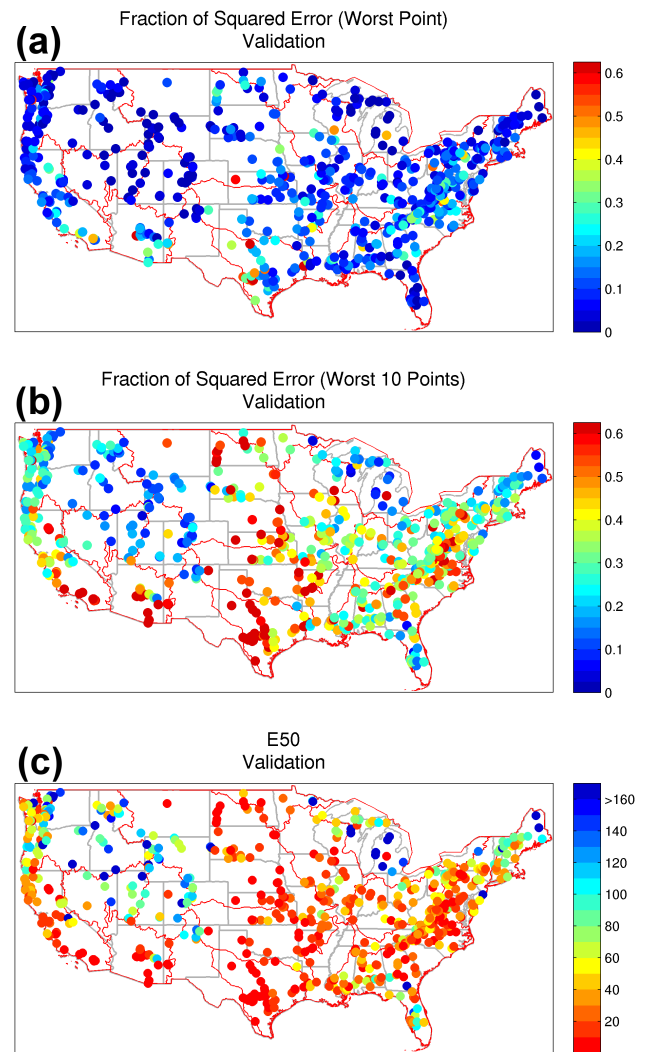 (a)
Fraction of Squared Error (Worst Point)
Validation
0.6
0.5
0.4
0.3
0.2
0.1
0
(b)
Fraction of Squared Error (Worst 10 Points)
Validation
0.6
0.5
0.4
0.3
0.2
0.1
0
(c)
E50
Validation
>160
140
120
100
80
60
40
20